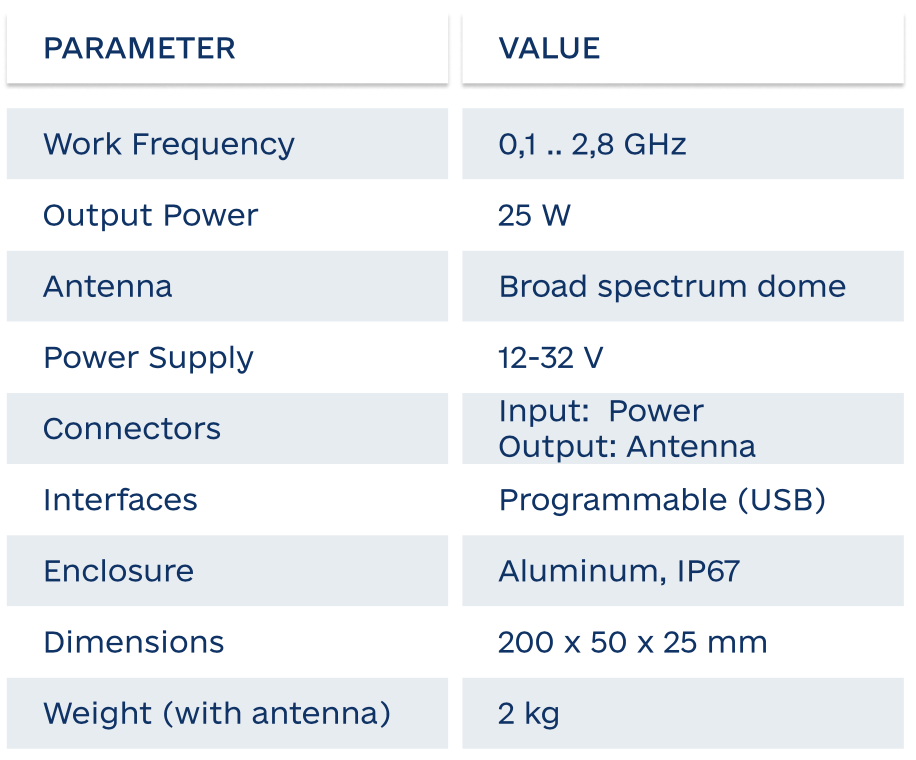 PARAMETER VALUE
Work Frequency 0,1 .. 2,8 GHz
Output Power 25 W
Antenna Broad spectrum dome
Power Supply 12-32 V
Connectors Input:  Power
Output: Antenna
Interfaces Programmable (USB)
Enclosure Aluminum, IP67
Dimensions 200 x 50 x 25 mm
Weight (with antenna) 2 kg